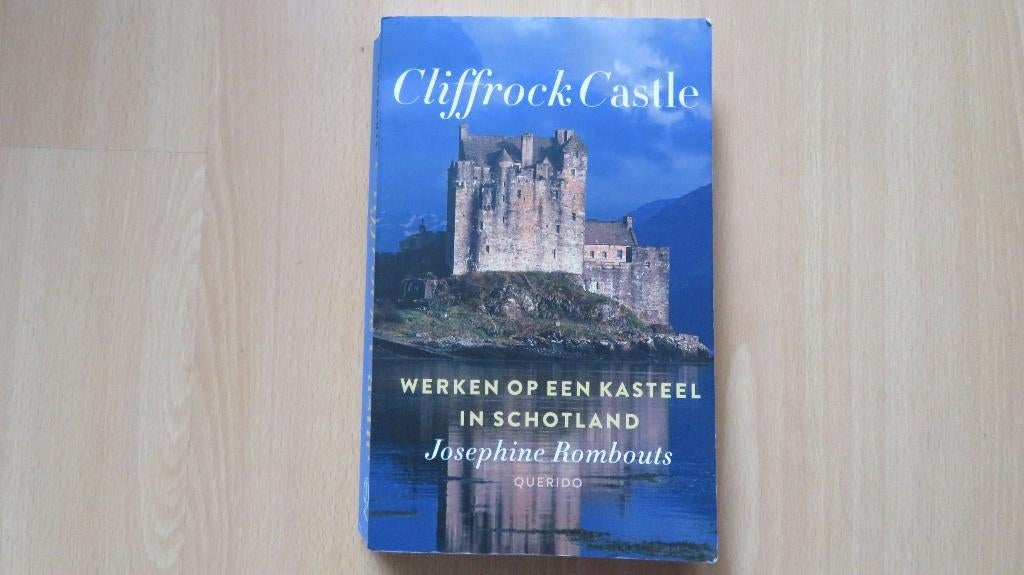 Cliffrock Castle
WERKEN OP EEN KASTEEL
IN SCHOTLAND
Josephine Rombouts
QUERIDO